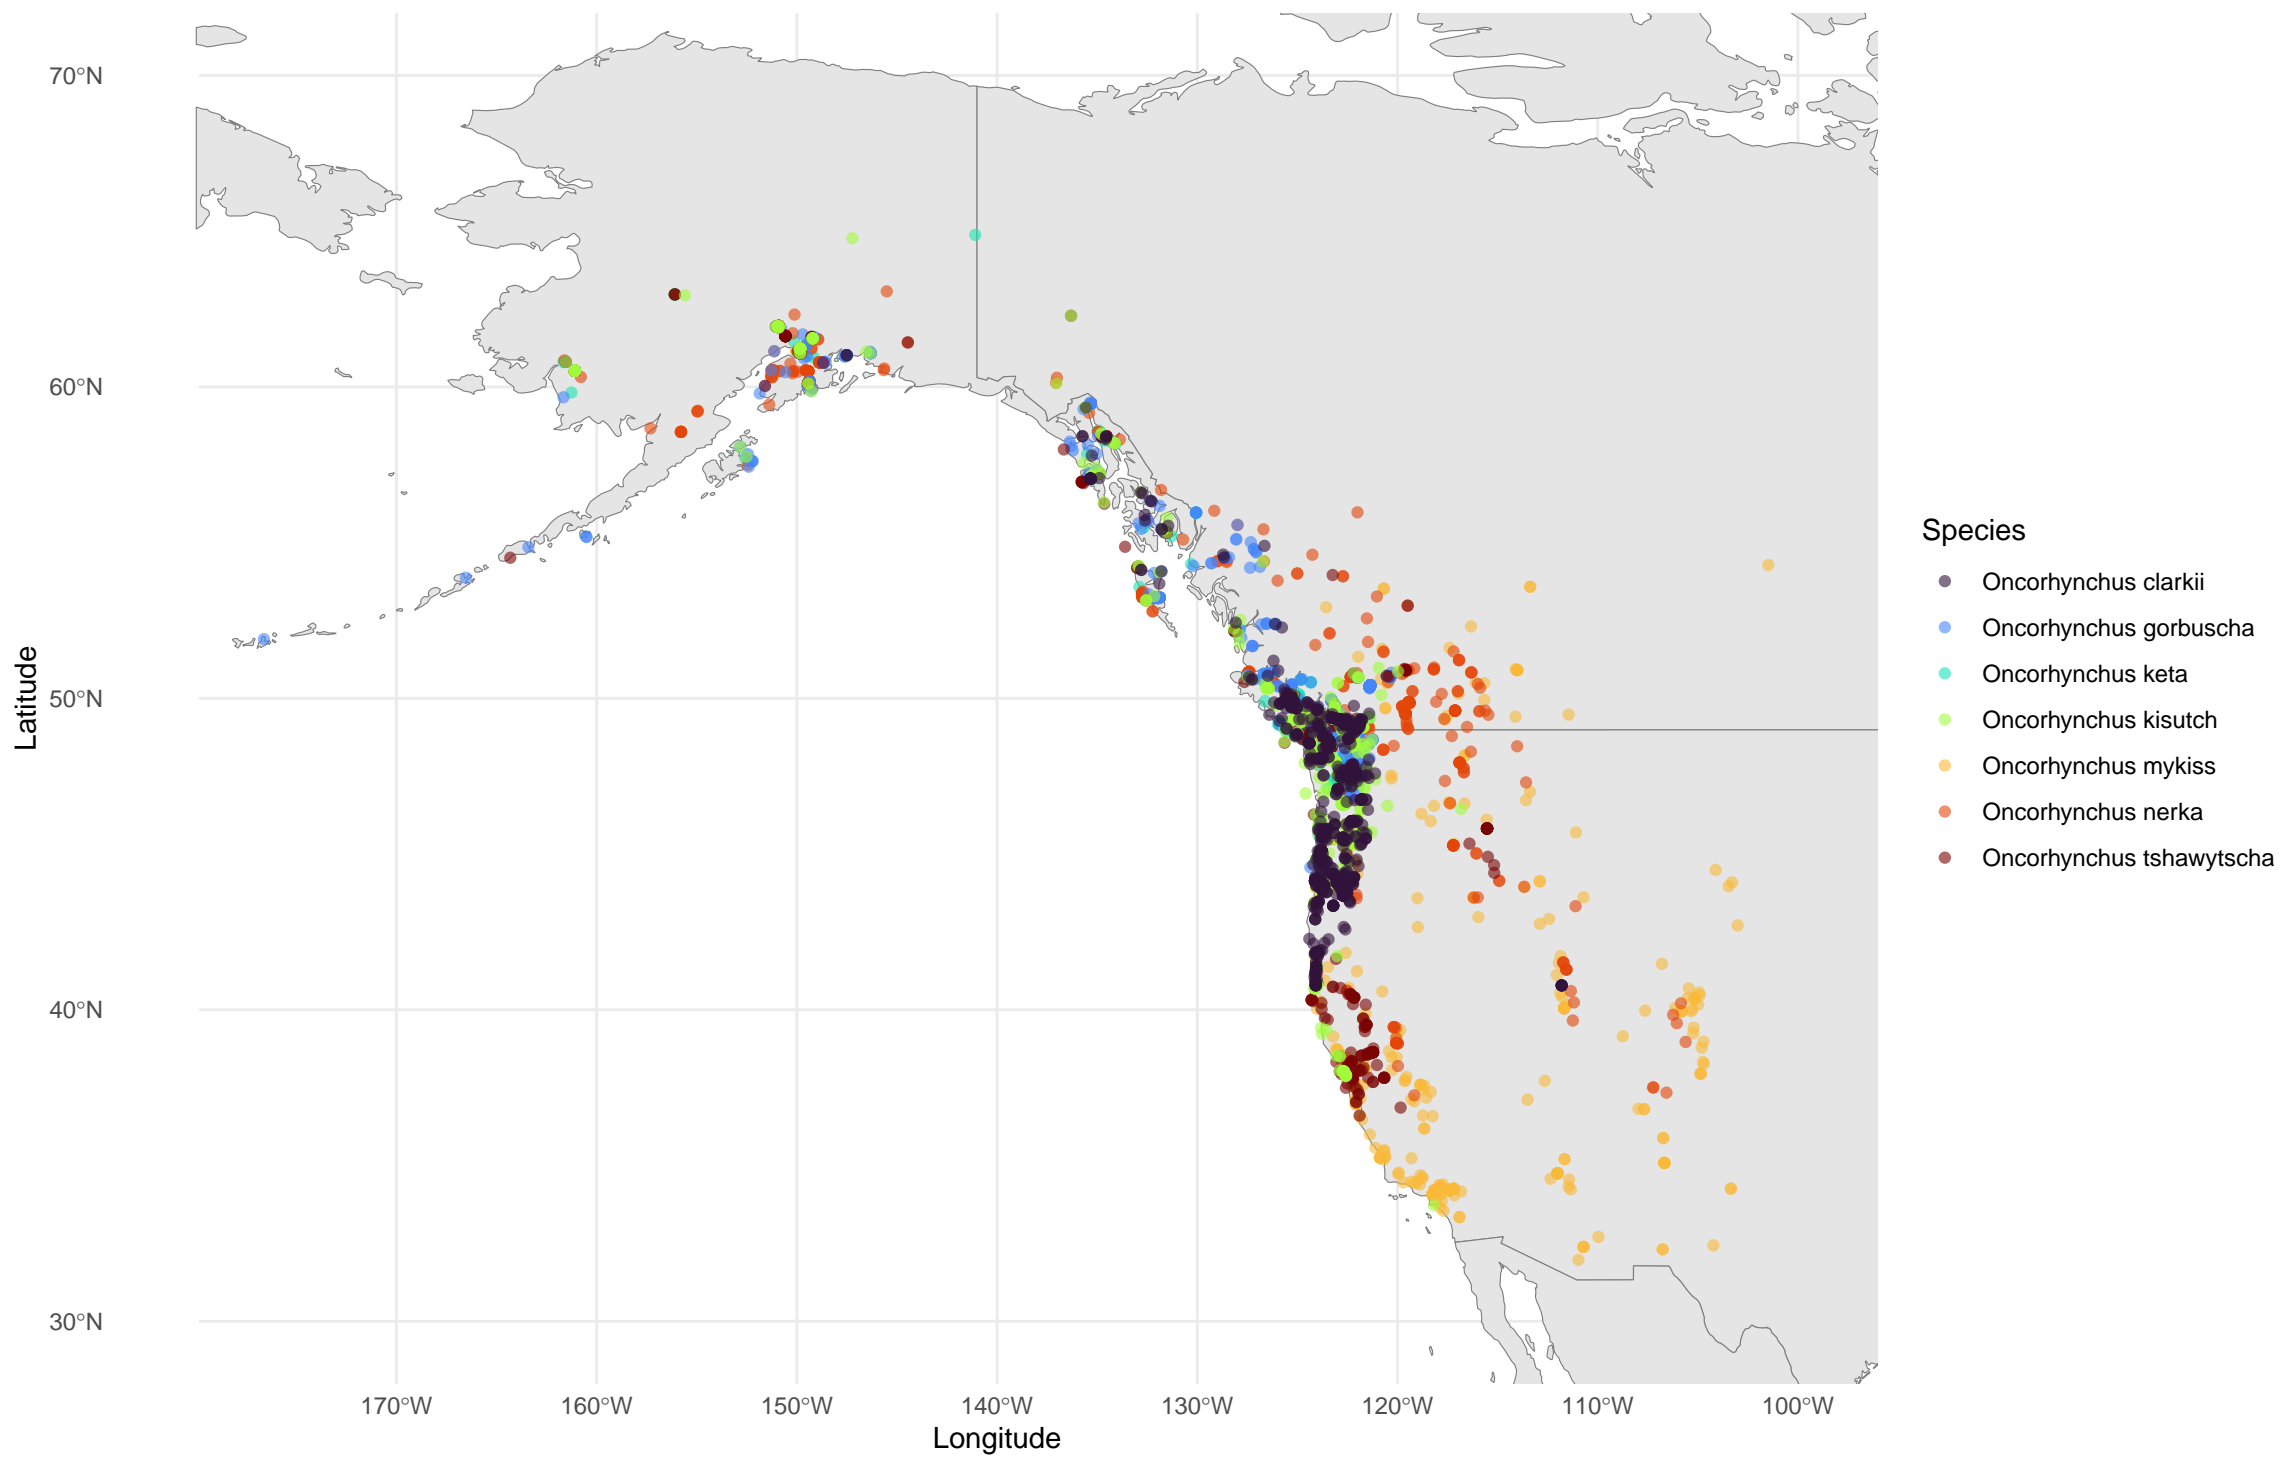 70°N
60°N
50°N
40°N
30°N
Latitude
170°W
160°W
150°W
140°W
130°W
120°W
110°W
100°W
Longitude
Species
Oncorhynchus clarkii
Oncorhynchus gorbuscha
Oncorhynchus keta
Oncorhynchus kisutch
Oncorhynchus mykiss
Oncorhynchus nerka
Oncorhynchus tshawytscha